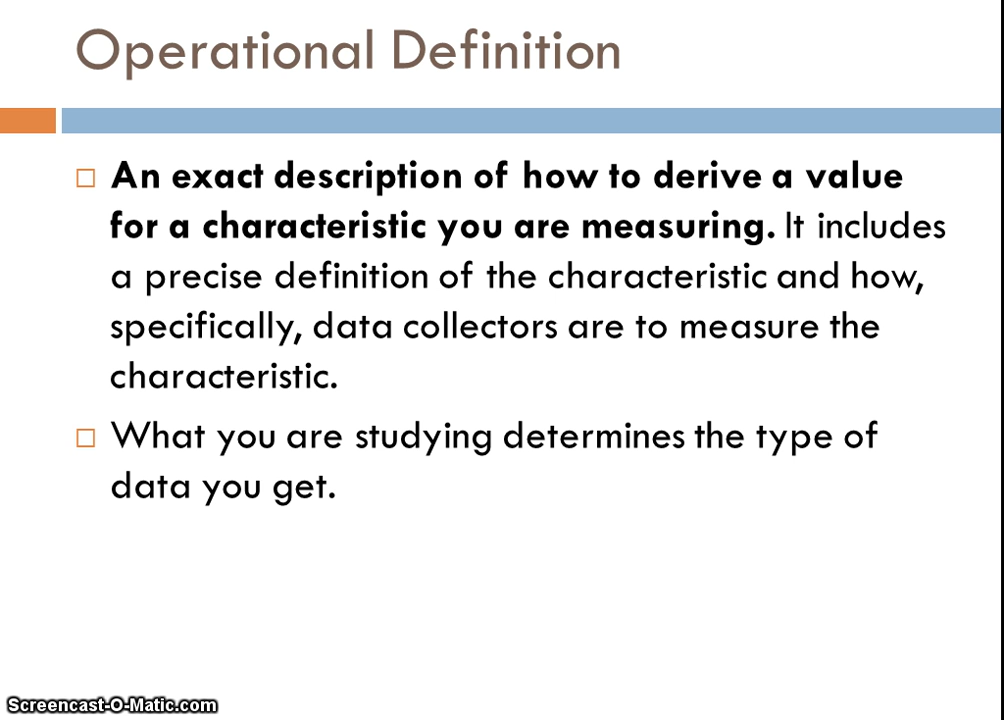 Operational Definition
An exact description of how to derive a value
for a characteristic you are measuring. It includes
a precise definition of the characteristic and how,
specifically, data collectors are to measure the
characteristic.
What you are studying determines the type of
data you get.
Screencast-O-Matic.com